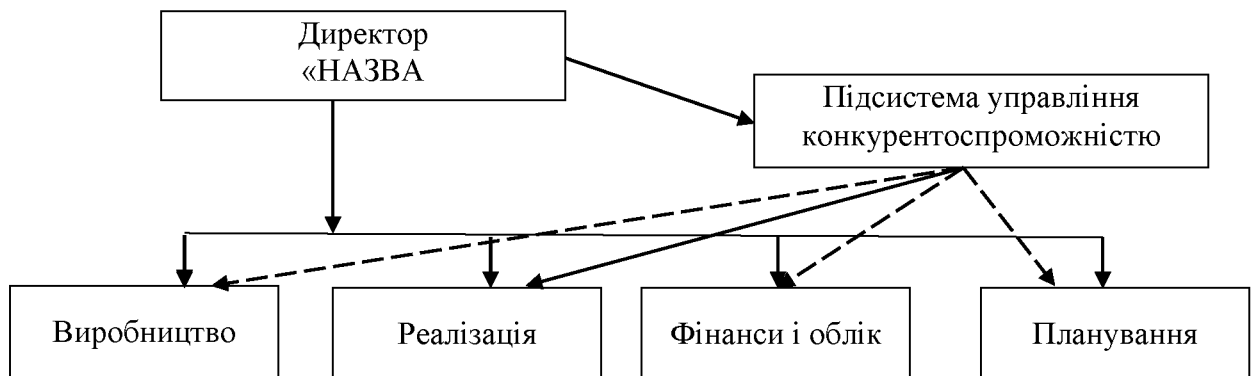 Директор
«НАЗВА
Підсистема управління
конкурентоспроможністю
Виробництво
Реалізація
Фінанси і облік
Планування